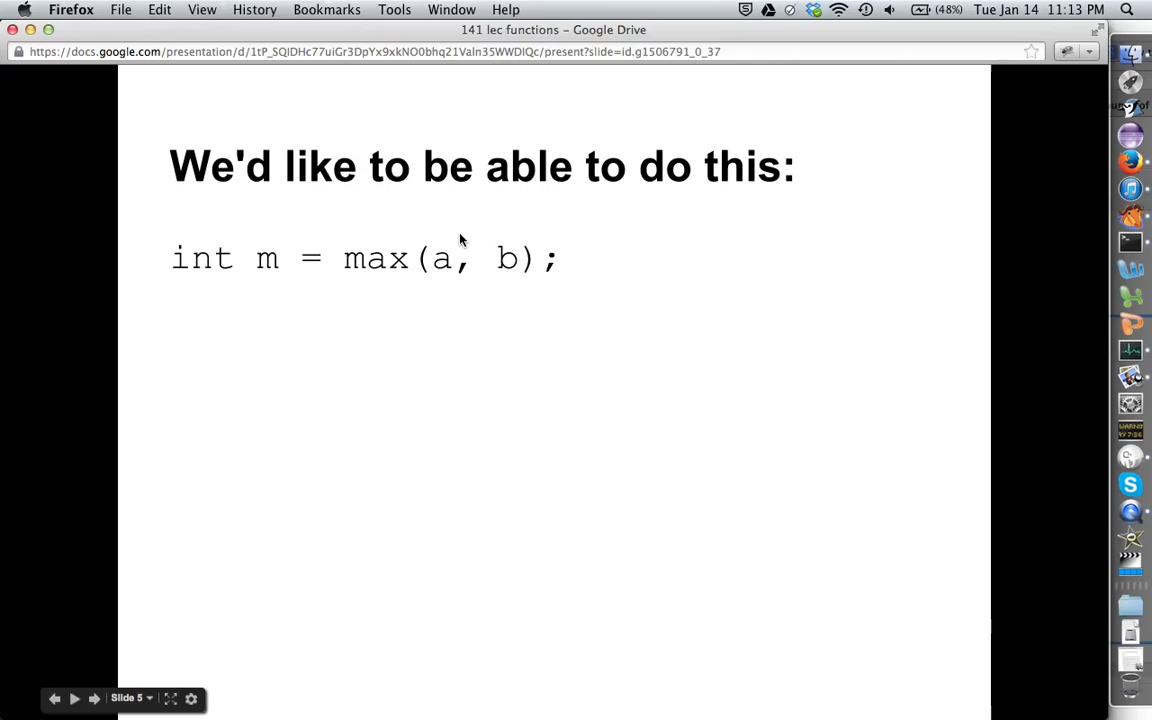 Firefox File Edit View History Bookmarks Tools Window Help (48%) Tue Jan 14 11:13 PM
141 lec functions – Google Drive
https://docs.google.com/presentation/d/1tP_SQlDHc77uiGr3DpYx9xkNO0bhq21Valn35WWDlQc/present?slide=id.g1506791_0_37
We'd like to be able to do this:
int m = max(a, b);
Slide 5